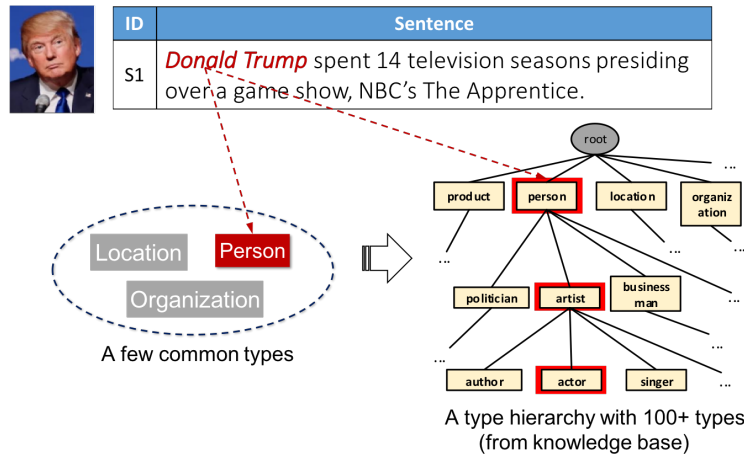 ID Sentence
S1 Donald Trump spent 14 television seasons presiding
over a game show, NBC's The Apprentice.
root
...
product person location organiz
ation
... ... ...
Location Person
Organization
politician artist business
man
...
...
... author actor singer ...
A few common types
A type hierarchy with 100+ types
(from knowledge base)